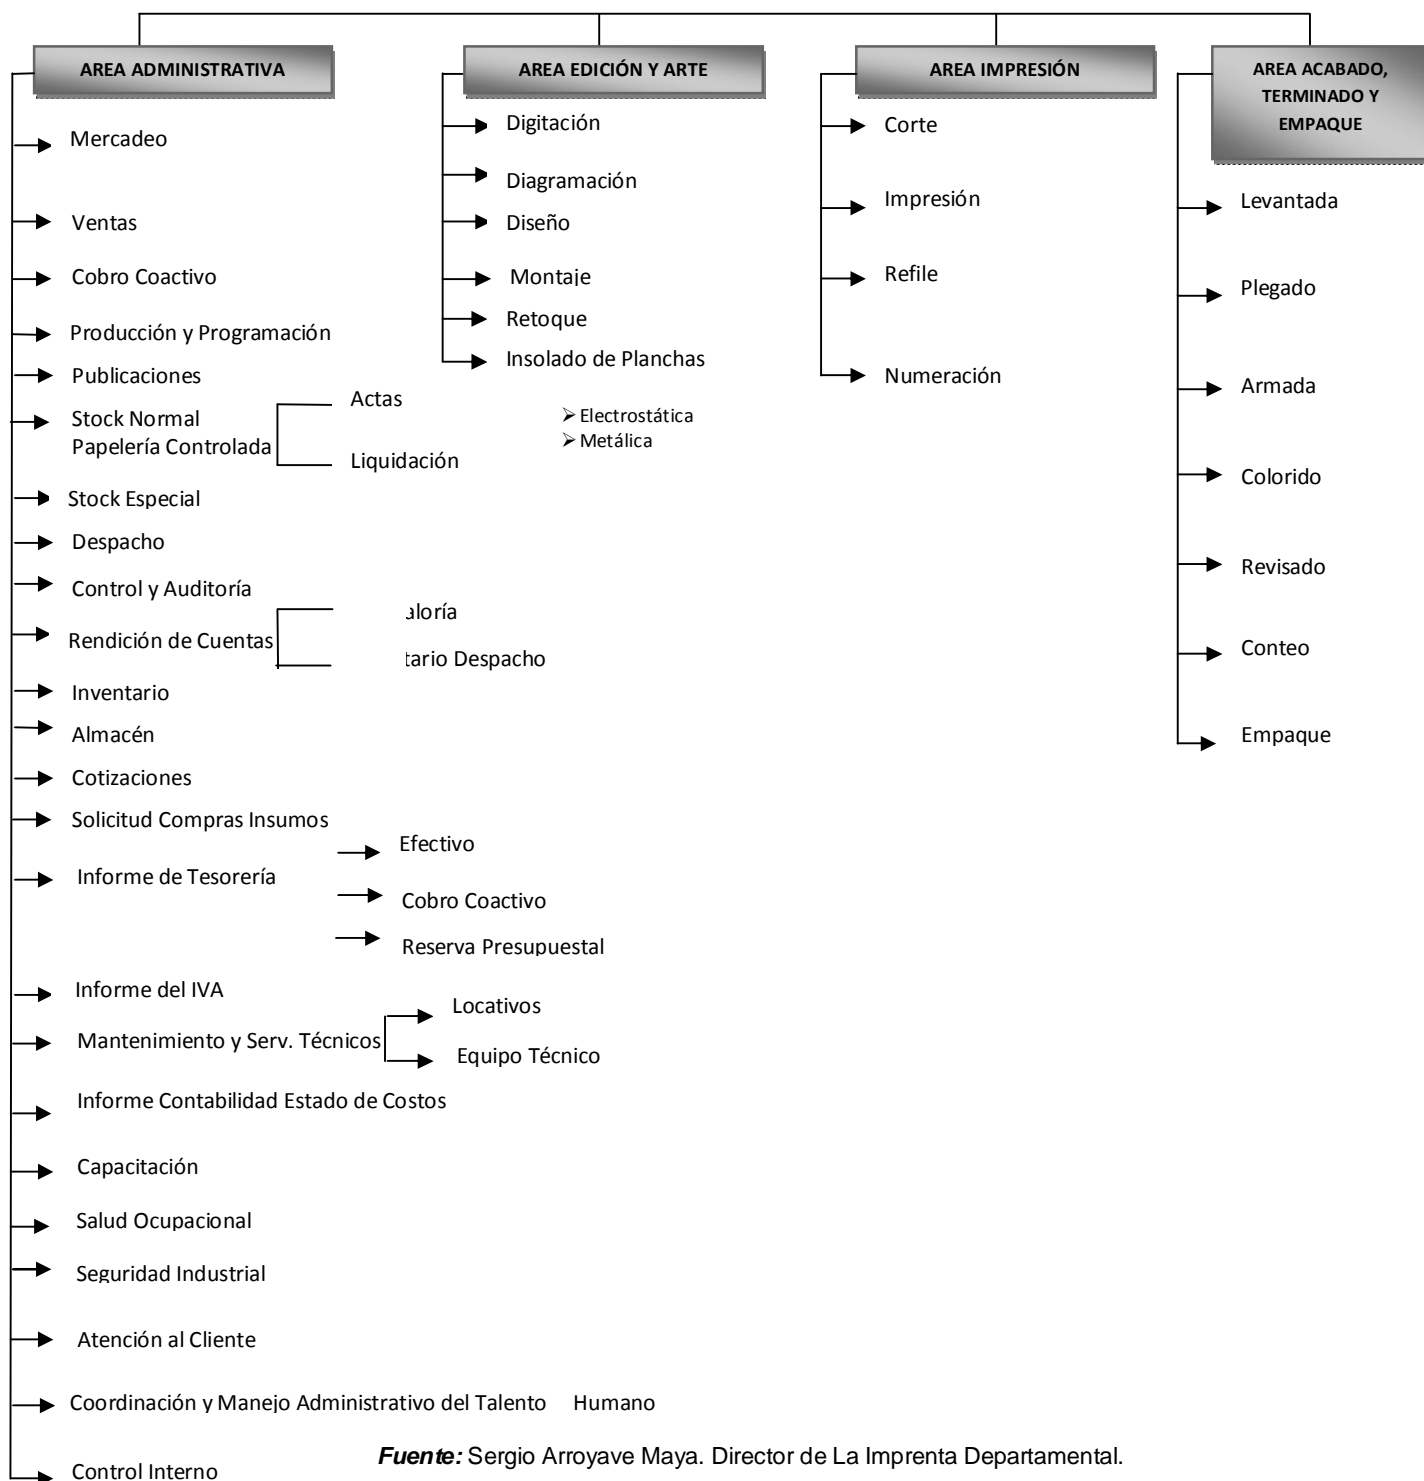 AREA ADMINISTRATIVA
Mercadeo
Ventas
Cobro Coactivo
Producción y Programación
Publicaciones
Stock Normal
Papelería Controlada
Actas
Liquidación
Stock Especial
Despacho
Control y Auditoría
Rendición de Cuentas
Despacho
Inventario
Almacén
Cotizaciones
Solicitud Compras Insumos
Informe de Tesorería
Efectivo
Cobro Coactivo
Reserva Presupuestal
Informe del IVA
Mantenimiento y Serv. Técnicos
Locativos
Equipo Técnico
Informe Contabilidad Estado de Costos
Capacitación
Salud Ocupacional
Seguridad Industrial
Atención al Cliente
Coordinación y Manejo Administrativo del Talento Humano
Control Interno
AREA EDICIÓN Y ARTE
Digitación
Diagramación
Diseño
Montaje
Retoque
Insolado de Planchas
➢ Electrostática
➢ Metálica
AREA IMPRESIÓN
Corte
Impresión
Refile
Numeración
AREA ACABADO,
TERMINADO Y
EMPAQUE
Levantada
Plegado
Armada
Colorido
Revisado
Conteo
Empaque
Fuente: Sergio Arroyave Maya. Director de La Imprenta Departamental.